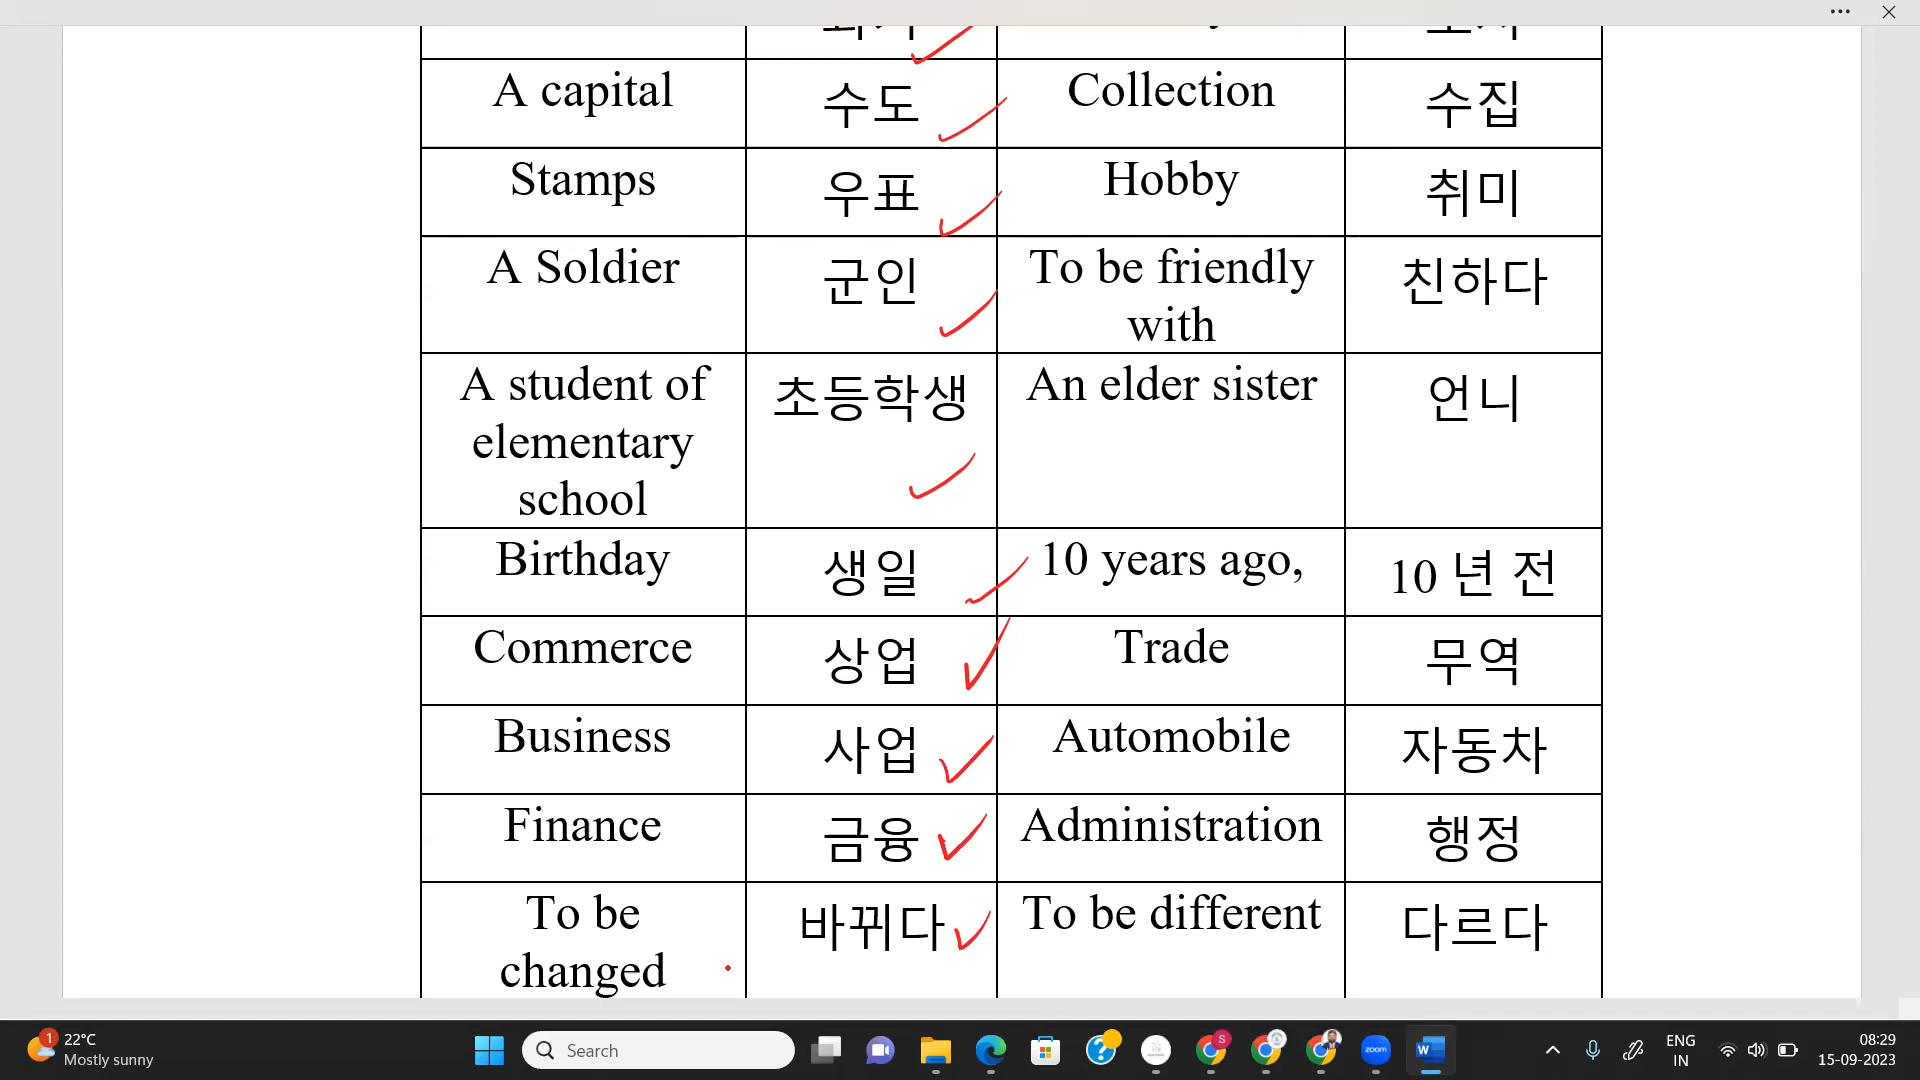 A capital 수도 Collection 수집
Stamps 우표 Hobby 취미
A Soldier 군인 To be friendly 친하다
with
A student of 초등학생 An elder sister 언니
elementary
school
Birthday 생일 10 years ago, 10 년 전
Commerce 상업 Trade 무역
Business 사업 Automobile 자동차
Finance 금융 Administration 행정
To be 바뀌다 To be different 다르다
changed
1 22°C
Mostly sunny
Search
S
zoom
W
ENG
IN
08:29
15-09-2023